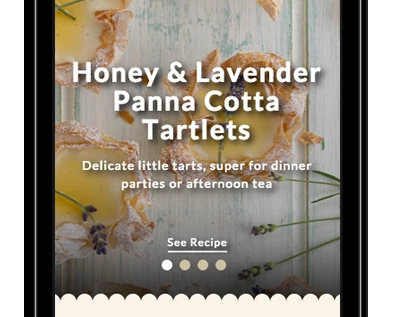 Honey & Lavender
Panna Cotta
Tartlets
Delicate little tarts, super for dinner
parties or afternoon tea
See Recipe